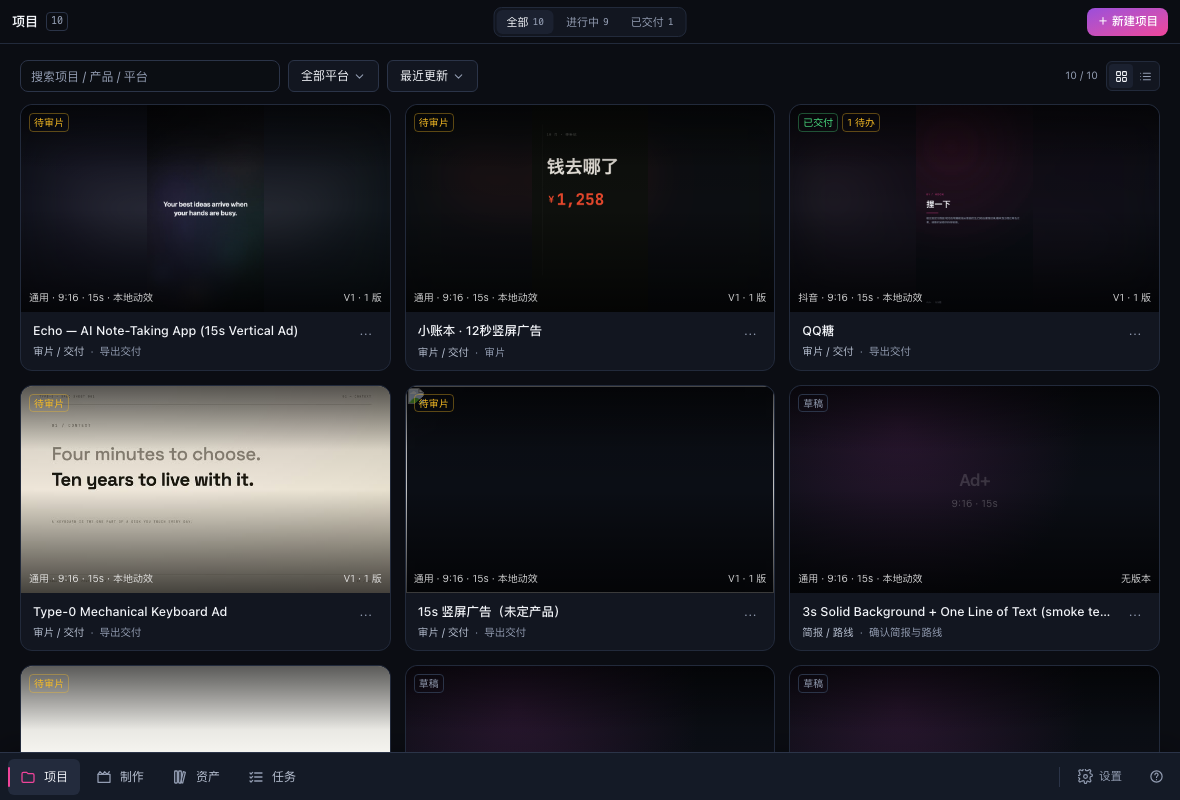 项目 10
全部 10 进行中 9 已交付 1
+ 新建项目
搜索项目 / 产品 / 平台
全部平台
最近更新
10 / 10
待审片
Your best ideas arrive when
your hands are busy.
通用 · 9:16 · 15s · 本地动效
V1 · 1 版
Echo — AI Note-Taking App (15s Vertical Ad)
...
审片 / 交付 · 导出交付
待审片
钱去哪了
¥1,258
通用 · 9:16 · 15s · 本地动效
V1 · 1 版
小账本 · 12秒竖屏广告
...
审片 / 交付 · 审片
已交付 1 待办
捏一下
抖音 · 9:16 · 15s · 本地动效
V1 · 1 版
QQ糖
...
审片 / 交付 · 导出交付
待审片
Four minutes to choose.
Ten years to live with it.
通用 · 9:16 · 15s · 本地动效
V1 · 1 版
Type-0 Mechanical Keyboard Ad
...
审片 / 交付 · 导出交付
待审片
通用 · 9:16 · 15s · 本地动效
V1 · 1 版
15s 竖屏广告（未定产品）
...
审片 / 交付 · 导出交付
草稿
Ad+
9:16 · 15s
通用 · 9:16 · 15s · 本地动效
无版本
3s Solid Background + One Line of Text (smoke te...
...
简报 / 路线 · 确认简报与路线
待审片
草稿
草稿
项目
制作
资产
任务
设置